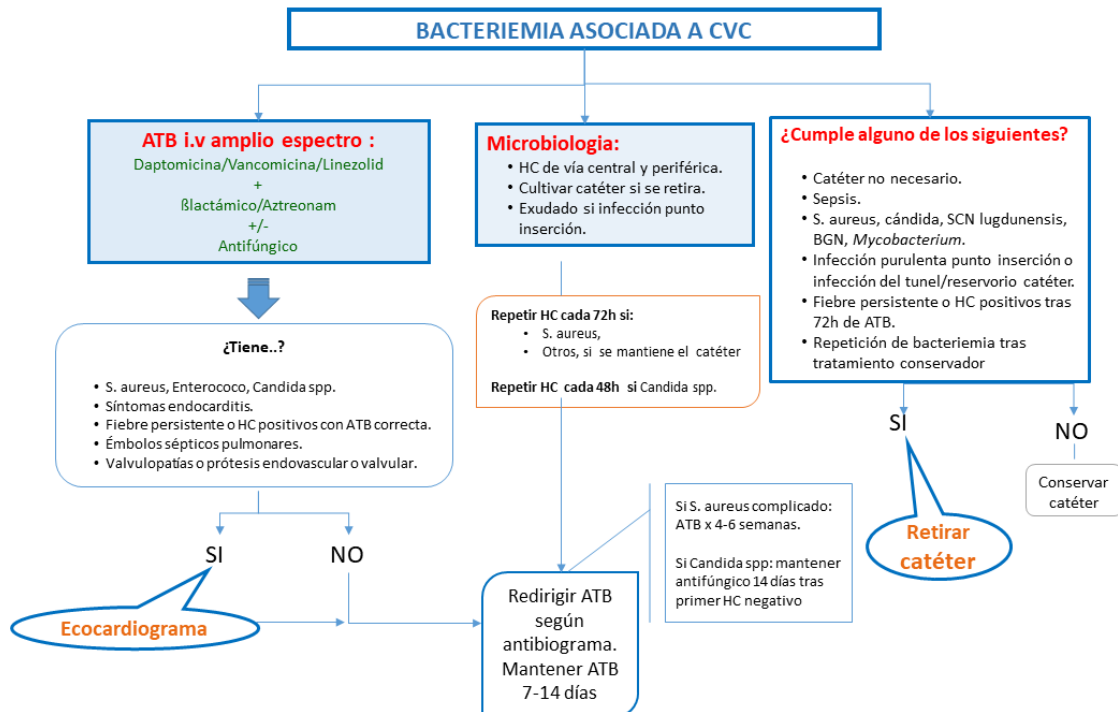 BACTERIEMIA ASOCIADA A CVC
ATB i.v amplio espectro :
Daptomicina/Vancomicina/Linezolid
+
ßlactámico/Aztreonam
+/-
Antifúngico
¿Tiene..?
• S. aureus, Enterococo, Candida spp.
• Síntomas endocarditis.
• Fiebre persistente o HC positivos con ATB correcta.
• Émbolos sépticos pulmonares.
• Valvulopatías o prótesis endovascular o valvular.
SI
NO
Ecocardiograma
Microbiologia:
• HC de vía central y periférica.
• Cultivar catéter si se retira.
• Exudado si infección punto
inserción.
Repetir HC cada 72h si:
• S. aureus,
• Otros, si se mantiene el catéter
Repetir HC cada 48h si Candida spp.
Si S. aureus complicado:
ATB x 4-6 semanas.
Si Candida spp: mantener
antifúngico 14 días tras
primer HC negativo
Redirigir ATB
según
antibiograma.
Mantener ATB
7-14 días
¿Cumple alguno de los siguientes?
• Catéter no necesario.
• Sepsis.
• S. aureus, cándida, SCN lugdunensis,
BGN, Mycobacterium.
• Infección purulenta punto inserción o
infección del tunel/reservorio catéter.
• Fiebre persistente o HC positivos tras
72h de ATB.
• Repetición de bacteriemia tras
tratamiento conservador
SI
NO
Retirar
catéter
Conservar
catéter